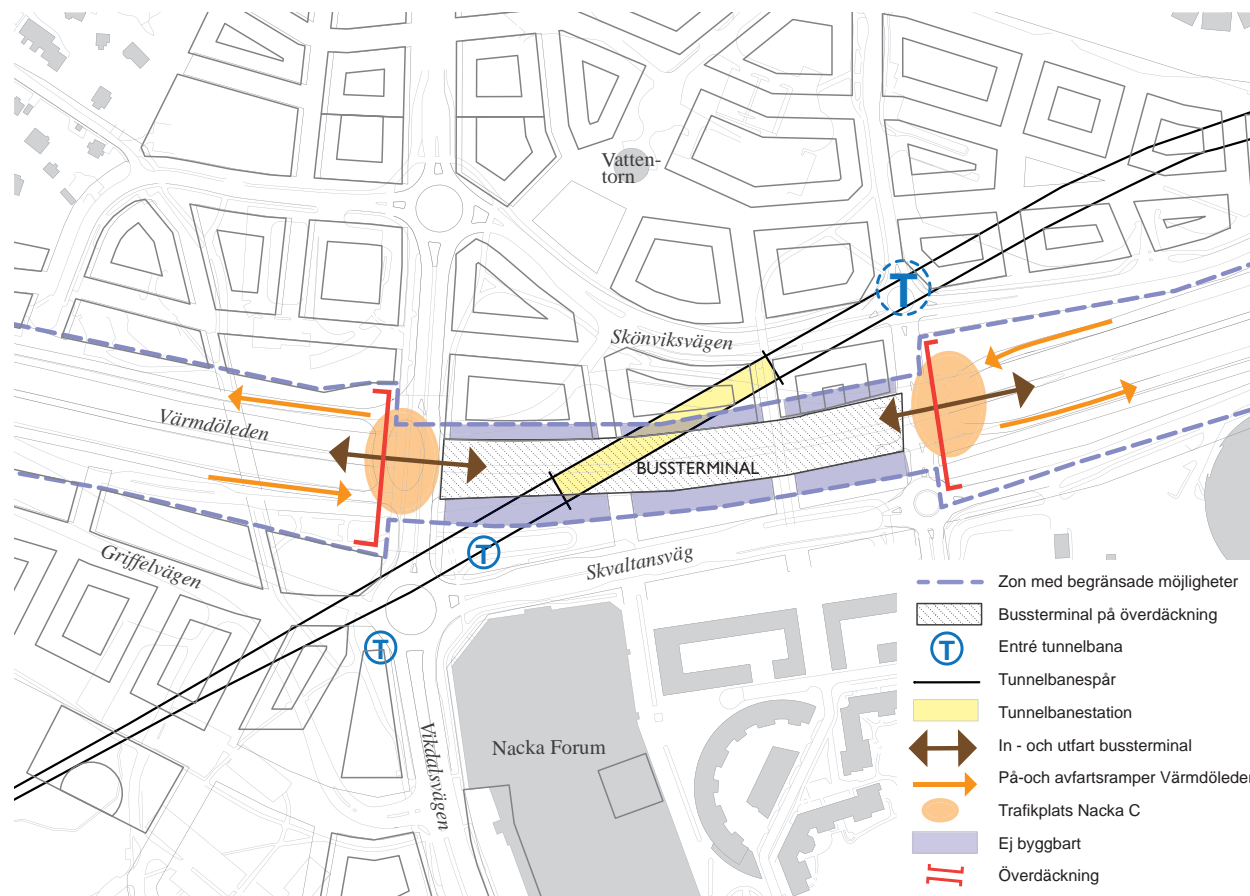 Vatten-
torn
T
Skönviksvägen
Värmdöleden
BUSSTERMINAL
T
Griffelvägen
Skvaltansväg
T
Vikdalsvägen
Nacka Forum
Zon med begränsade möjligheter
Bussterminal på överdäckning
T Entré tunnelbana
Tunnelbanespår
Tunnelbanestation
In - och utfart bussterminal
På-och avfartsramper Värmdöleden
Trafikplats Nacka C
Ej byggbart
Överdäckning